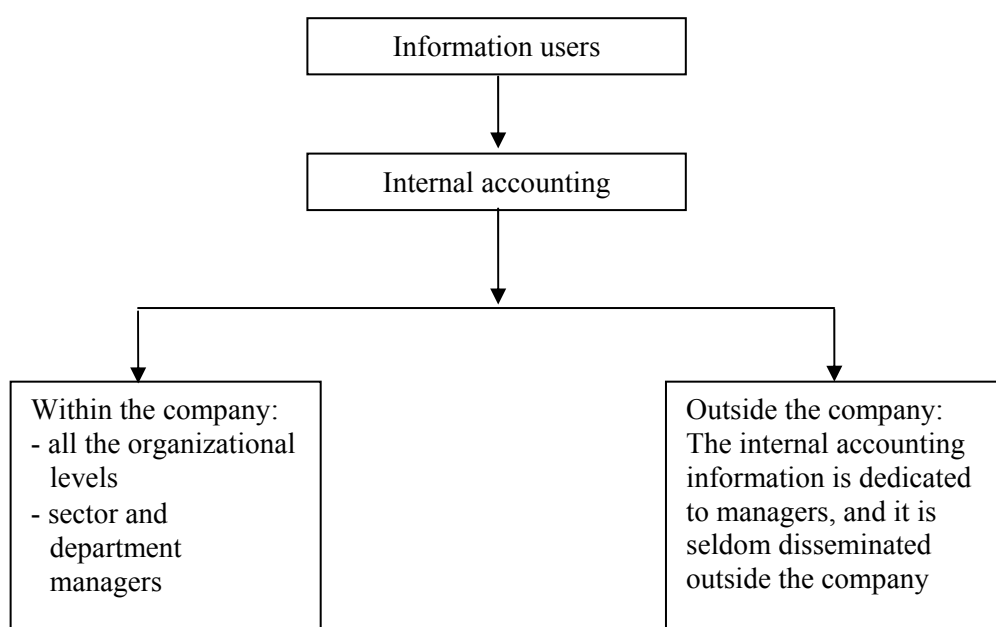 Information users
Internal accounting
Within the company:
- all the organizational
levels
- sector and
department
managers
Outside the company:
The internal accounting
information is dedicated
to managers, and it is
seldom disseminated
outside the company